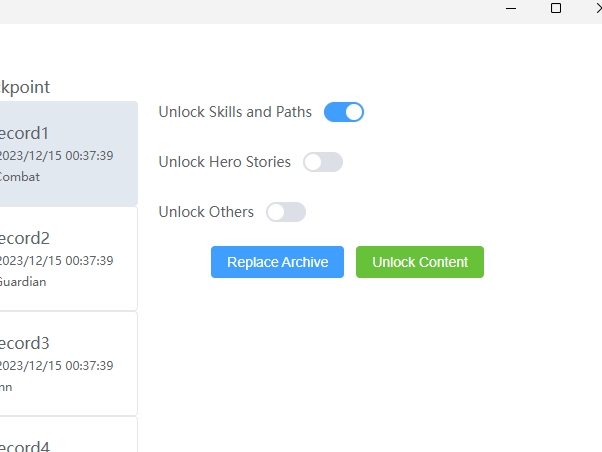 kpoint
ecord1
2023/12/15 00:37:39
Combat
ecord2
2023/12/15 00:37:39
Guardian
ecord3
2023/12/15 00:37:39
nn
ecord4
Unlock Skills and Paths
Unlock Hero Stories
Unlock Others
Replace Archive
Unlock Content